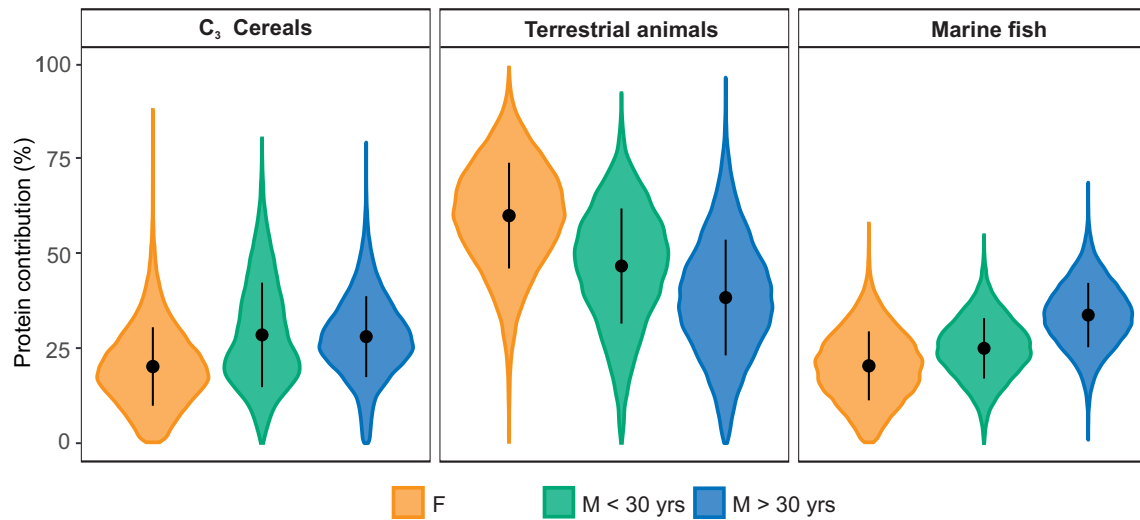 C₃ Cereals
Terrestrial animals
Marine fish
Protein contribution (%)
100
75
50
25
0
F
M < 30 yrs
M > 30 yrs